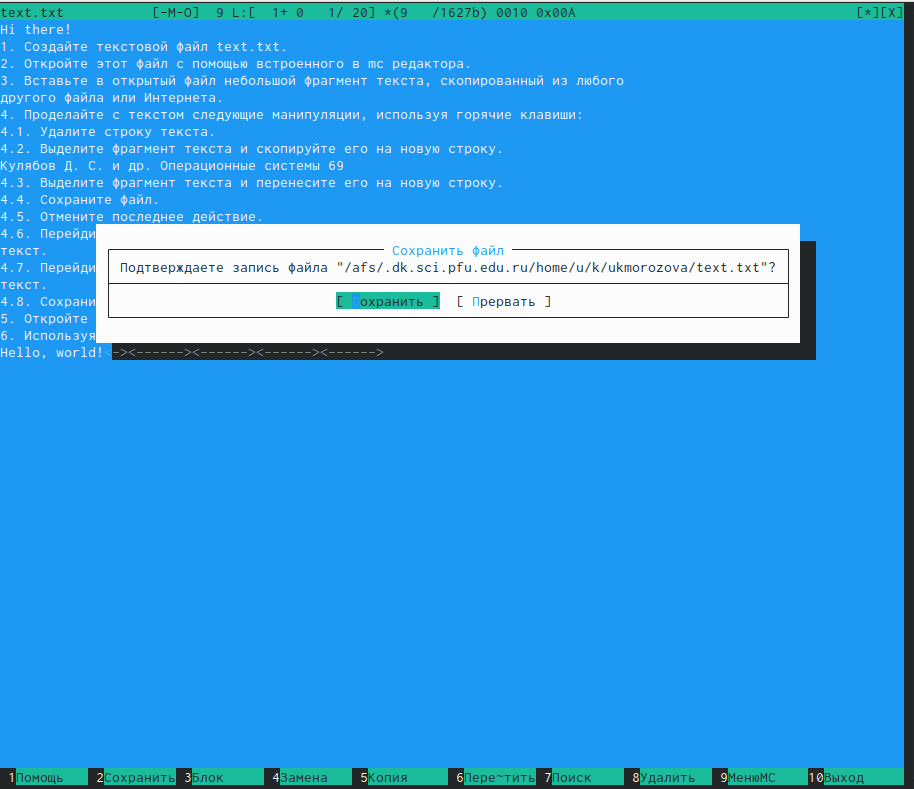 text.txt [-M-O] 9 L:[ 1+ 0 1/ 20] *(9 /1627b) 0010 0x00A [*][X]
Hi there!
1. Создайте текстовой файл text.txt.
2. Откройте этот файл с помощью встроенного в mc редактора.
3. Вставьте в открытый файл небольшой фрагмент текста, скопированный из любого
другого файла или Интернета.
4. Проделайте с текстом следующие манипуляции, используя горячие клавиши:
4.1. Удалите строку текста.
4.2. Выделите фрагмент текста и скопируйте его на новую строку.
Кулябов Д. С. и др. Операционные системы 69
4.3. Выделите фрагмент текста и перенесите его на новую строку.
4.4. Сохраните файл.
4.5. Отмените последнее действие.
4.6. Перейди
текст.
4.7. Перейди
текст.
4.8. Сохрани
5. Откройте
6. Используя
Hello, world!<-><------><------><------><------>
Сохранить файл
Подтверждаете запись файла "/afs/.dk.sci.pfu.edu.ru/home/u/k/ukmorozova/text.txt"?
[ Сохранить ] [ Прервать ]
1Помощь 2Сохранить 3Блок 4Замена 5Копия 6Пере~тить 7Поиск 8Удалить 9МенюMC 10Выход